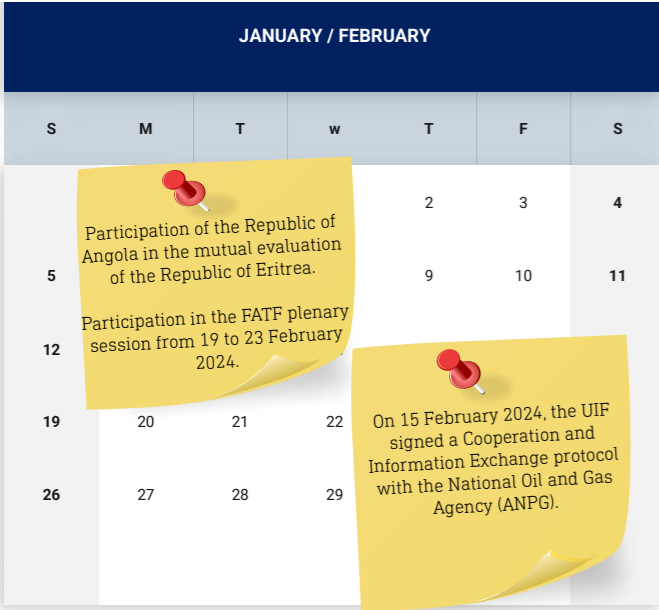 JANUARY / FEBRUARY
S M T w T F S
2 3 4
Participation of the Republic of
Angola in the mutual evaluation
of the Republic of Eritrea.
5 9 10 11
Participation in the FATF plenary
session from 19 to 23 February
2024.
12
On 15 February 2024, the UIF
signed a Cooperation and
Information Exchange protocol
with the National Oil and Gas
Agency (ANPG).
19 20 21 22
26 27 28 29